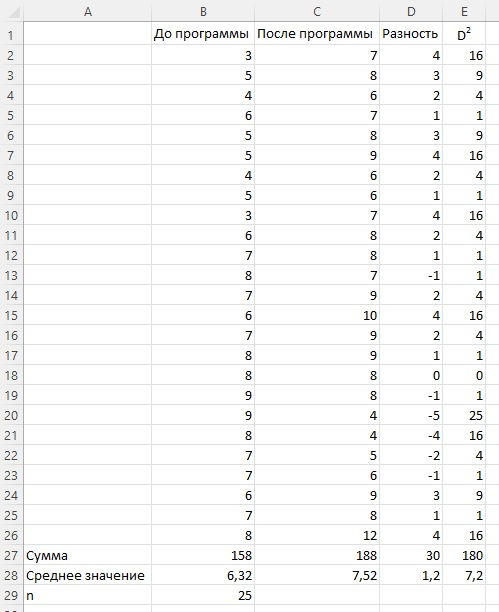 A B C D E
1 До программы После программы Разность D²
2 3 7 4 16
3 5 8 3 9
4 4 6 2 4
5 6 7 1 1
6 5 8 3 9
7 5 9 4 16
8 4 6 2 4
9 5 6 1 1
10 3 7 4 16
11 6 8 2 4
12 7 8 1 1
13 8 7 -1 1
14 7 9 2 4
15 6 10 4 16
16 7 9 2 4
17 8 9 1 1
18 8 8 0 0
19 9 8 -1 1
20 9 4 -5 25
21 8 4 -4 16
22 7 5 -2 4
23 7 6 -1 1
24 6 9 3 9
25 7 8 1 1
26 8 12 4 16
27 Сумма 158 188 30 180
28 Среднее значение 6,32 7,52 1,2 7,2
29 n 25